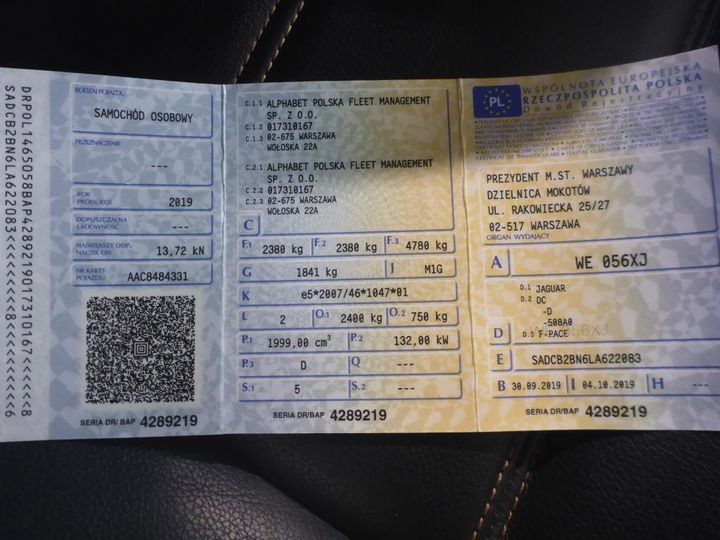 DRPOL1465058BAP4289219017310167<<<<<8
SADCB2BN6LA622083<<<<<<<<<8<<<<<<<<<6
RODZAJ POJAZDU
SAMOCHÓD OSOBOWY
PRZEZNACZENIE
---
ROK
PRODUKCJI
2019
DOPUSZCZALNA
ŁADOWNOŚĆ
---
NAJWIĘKSZY DOP.
NACISK OSI
13,72 kN
NR KARTY
POJAZDU
AAC8484331
SERIA DR/BAP 4289219
C.1.1 ALPHABET POLSKA FLEET MANAGEMENT
SP. Z O.O.
C.1.2 017310167
C.1.3 02-675 WARSZAWA
WOŁOSKA 22A
C.2.1 ALPHABET POLSKA FLEET MANAGEMENT
SP. Z O.O.
C.2.2 017310167
C.2.3 02-675 WARSZAWA
WOŁOSKA 22A
C
F.1 2380 kg F.2 2380 kg F.3 4780 kg
G 1841 kg J M1G
K e5*2007/46*1047*01
L 2 O.1 2400 kg O.2 750 kg
P.1 1999,00 cm³ P.2 132,00 kW
P.3 D Q ---
S.1 5 S.2 ---
SERIA DR/BAP 4289219
PL
WSPÓLNOTA EUROPEJSKA
RZECZPOSPOLITA POLSKA
Dowód Rejestracyjny
PREZYDENT M.ST. WARSZAWY
DZIELNICA MOKOTÓW
UL. RAKOWIECKA 25/27
02-517 WARSZAWA
ORGAN WYDAJĄCY
A WE 056XJ
D.1 JAGUAR
D.2 DC
-D
-50BA0
D D.3 F-PACE
E SADCB2BN6LA622083
B 30.09.2019 I 04.10.2019 H ---
SERIA DR/BAP 4289219